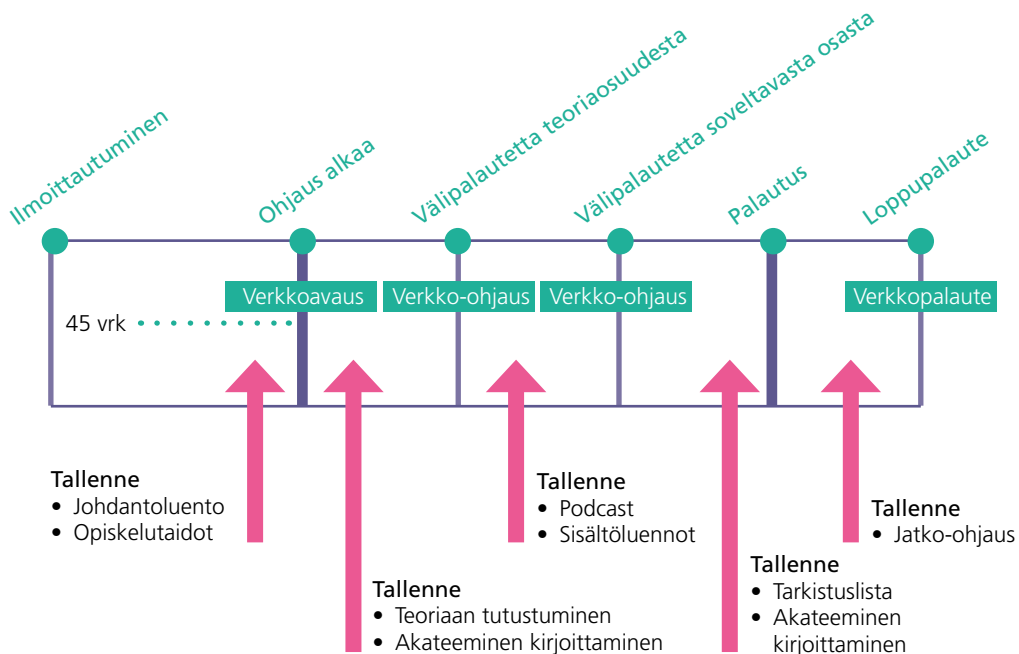 Ilmoittautuminen
Ohjaus alkaa
Välipalautetta teoriaosuudesta
Välipalautetta soveltavasta osasta
Palautus
Loppupalaute
Verkkoavaus
Verkko-ohjaus
Verkko-ohjaus
Verkkopalaute
45 vrk
Tallenne
• Johdantoluento
• Opiskelutaidot
Tallenne
• Teoriaan tutustuminen
• Akateeminen kirjoittaminen
Tallenne
• Podcast
• Sisältöluennot
Tallenne
• Tarkistuslista
• Akateeminen
kirjoittaminen
Tallenne
• Jatko-ohjaus